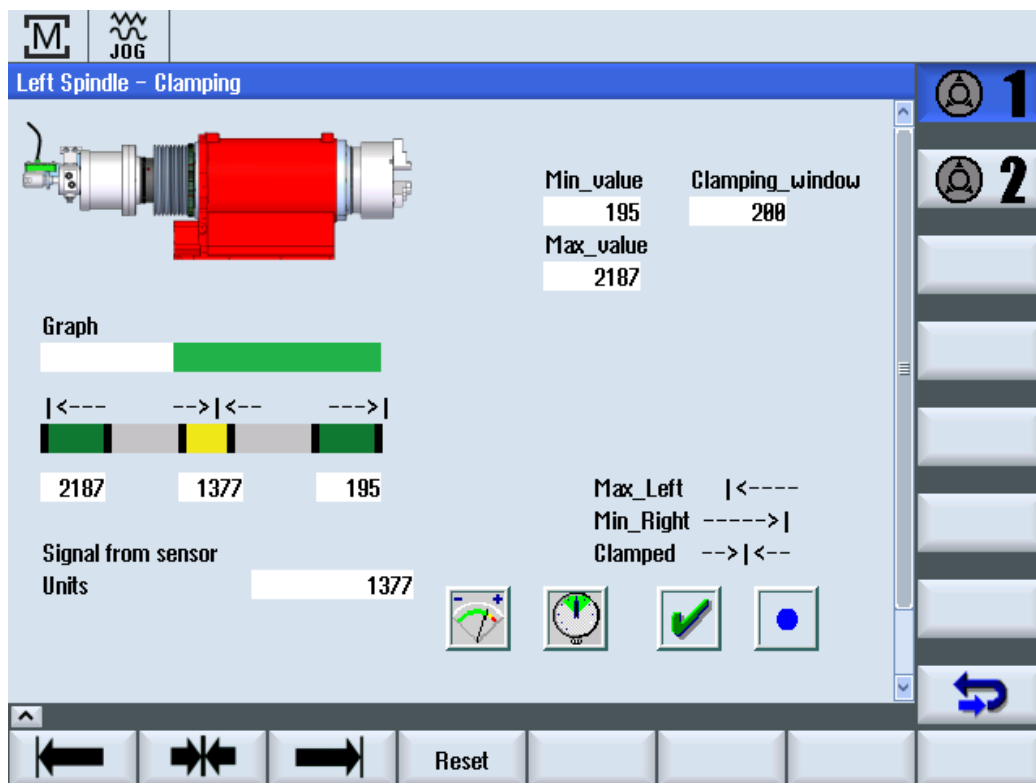 M
JOG
Left Spindle - Clamping
1
2
Min_value Clamping_window
195 200
Max_value
2187
Graph
|<--- -->|<-- --->|
2187 1377 195
Max_Left |<----
Min_Right ----->|
Clamped -->|<--
Signal from sensor
Units 1377
- +
Reset